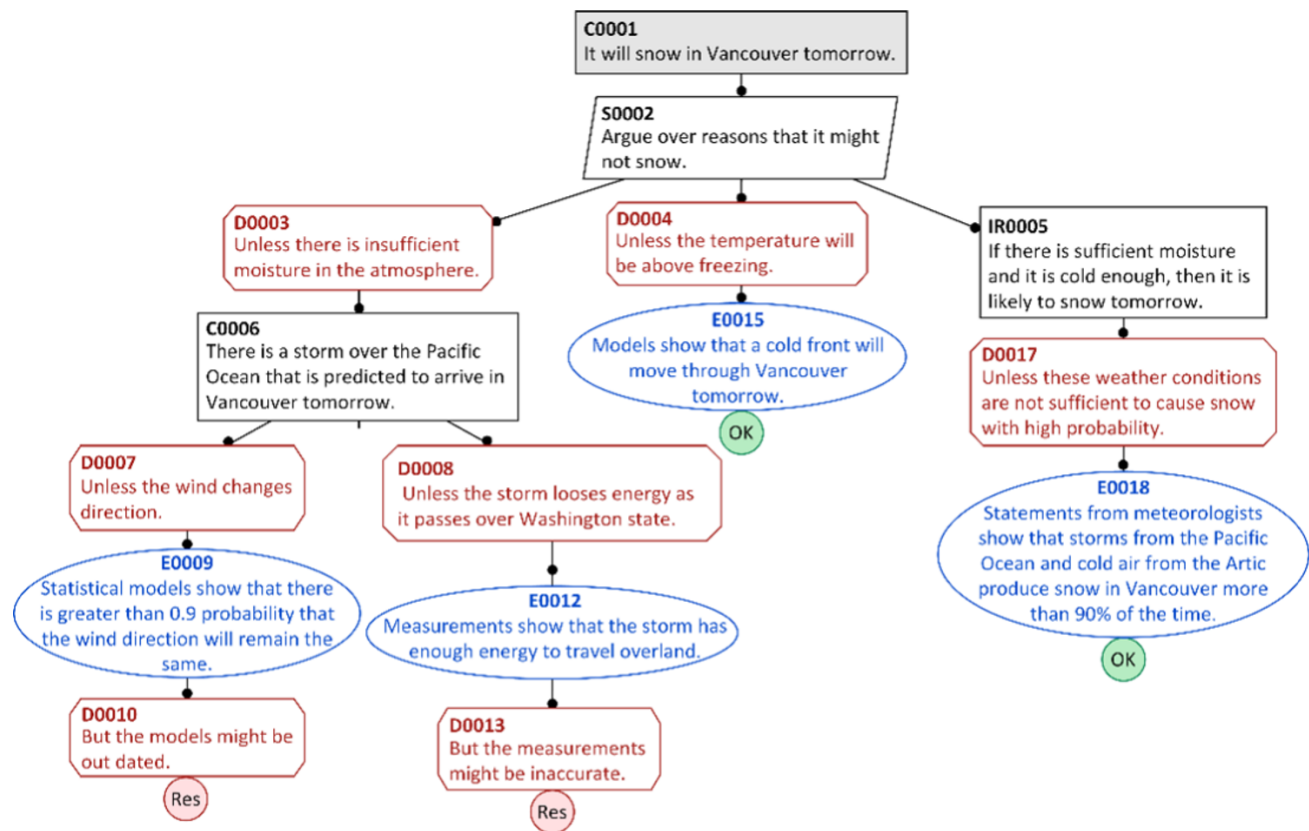 C0001
It will snow in Vancouver tomorrow.
S0002
Argue over reasons that it might
not snow.
D0003
Unless there is insufficient
moisture in the atmosphere.
D0004
Unless the temperature will
be above freezing.
IR0005
If there is sufficient moisture
and it is cold enough, then it is
likely to snow tomorrow.
C0006
There is a storm over the Pacific
Ocean that is predicted to arrive in
Vancouver tomorrow.
E0015
Models show that a cold front will
move through Vancouver
tomorrow.
OK
D0017
Unless these weather conditions
are not sufficient to cause snow
with high probability.
D0007
Unless the wind changes
direction.
D0008
Unless the storm looses energy as
it passes over Washington state.
E0018
Statements from meteorologists
show that storms from the Pacific
Ocean and cold air from the Artic
produce snow in Vancouver more
than 90% of the time.
OK
E0009
Statistical models show that there
is greater than 0.9 probability that
the wind direction will remain the
same.
E0012
Measurements show that the storm has
enough energy to travel overland.
D0010
But the models might be
out dated.
Res
D0013
But the measurements
might be inaccurate.
Res